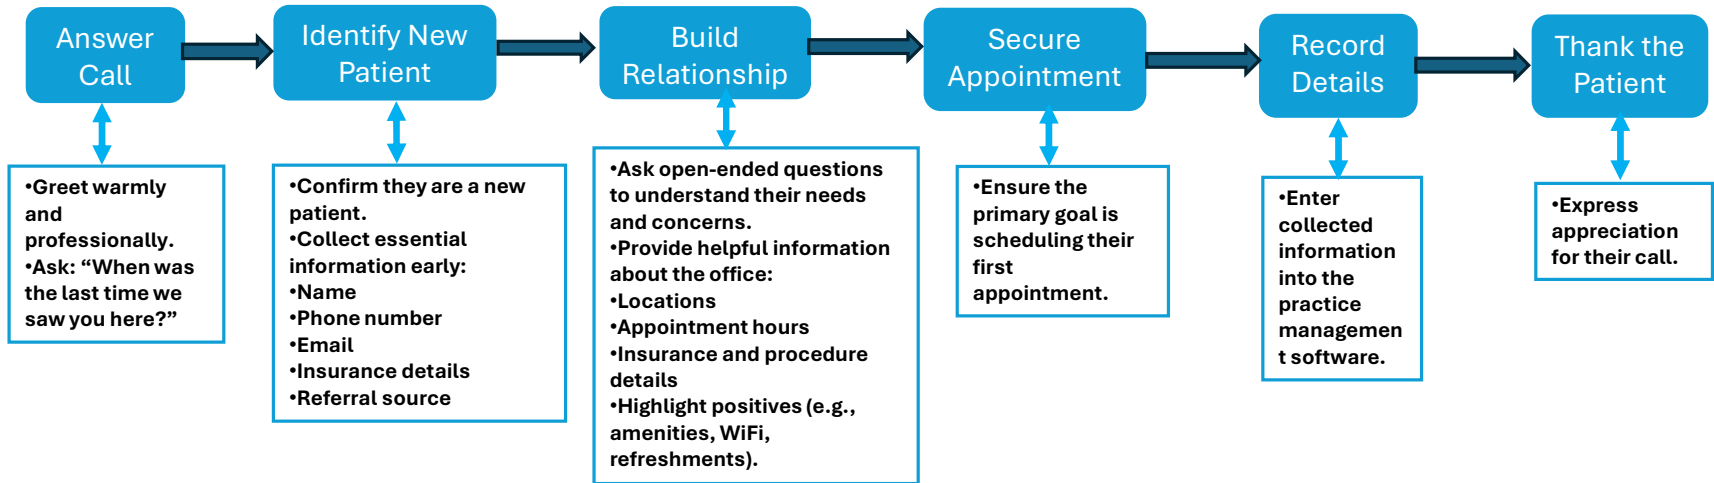 Answer
Call
Identify New
Patient
Build
Relationship
Secure
Appointment
Record
Details
Thank the
Patient
•Greet warmly
and
professionally.
•Ask: “When was
the last time we
saw you here?”
•Confirm they are a new
patient.
•Collect essential
information early:
•Name
•Phone number
•Email
•Insurance details
•Referral source
•Ask open-ended questions
to understand their needs
and concerns.
•Provide helpful information
about the office:
•Locations
•Appointment hours
•Insurance and procedure
details
•Highlight positives (e.g.,
amenities, WiFi,
refreshments).
•Ensure the
primary goal is
scheduling their
first
appointment.
•Enter
collected
information
into the
practice
managemen
t software.
•Express
appreciation
for their call.